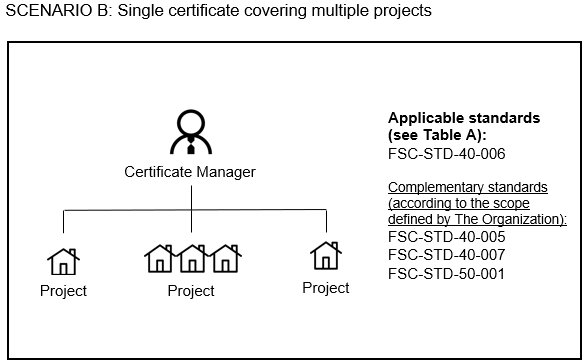 SCENARIO B: Single certificate covering multiple projects
Certificate Manager
Project
Project
Project
Applicable standards
(see Table A):
FSC-STD-40-006
Complementary standards
(according to the scope
defined by The Organization):
FSC-STD-40-005
FSC-STD-40-007
FSC-STD-50-001